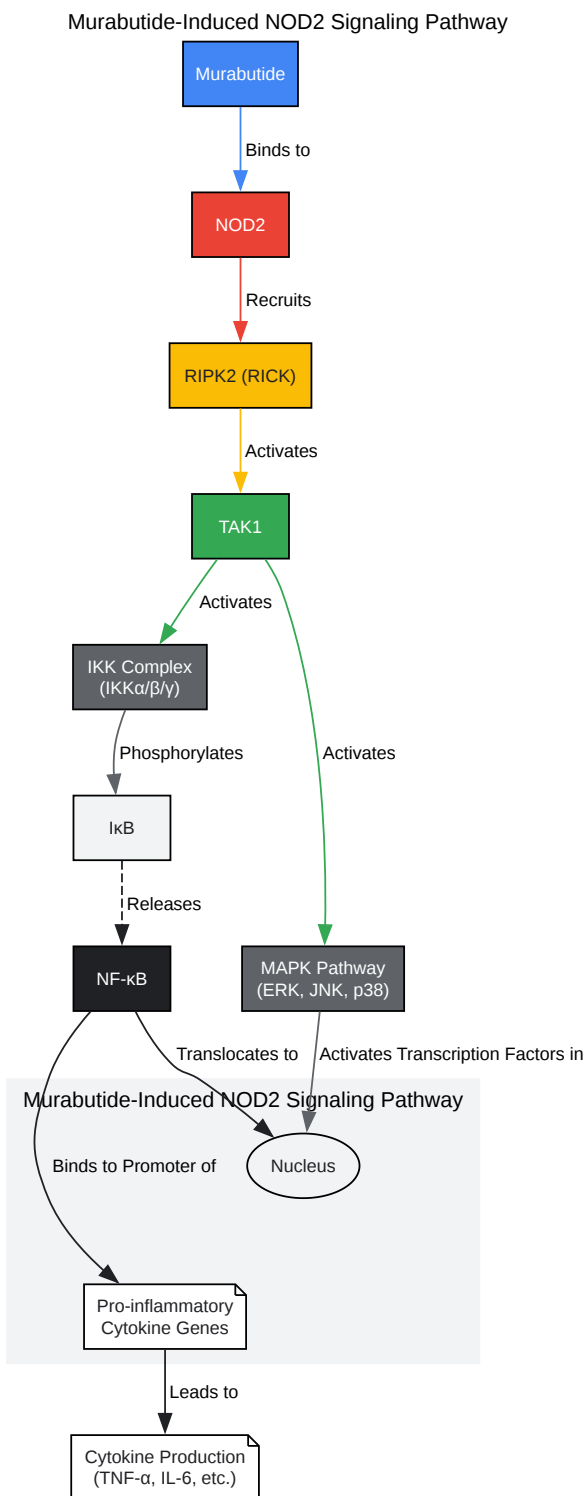 Murabutide-Induced NOD2 Signaling Pathway
Murabutide
Binds to
NOD2
Recruits
RIPK2 (RICK)
Activates
TAK1
Activates
IKK Complex
(IKKα/β/γ)
Phosphorylates
Activates
IκB
Releases
NF-κB
MAPK Pathway
(ERK, JNK, p38)
Translocates to
Activates Transcription Factors in
Murabutide-Induced NOD2 Signaling Pathway
Binds to Promoter of
Nucleus
Pro-inflammatory
Cytokine Genes
Leads to
Cytokine Production
(TNF-α, IL-6, etc.)